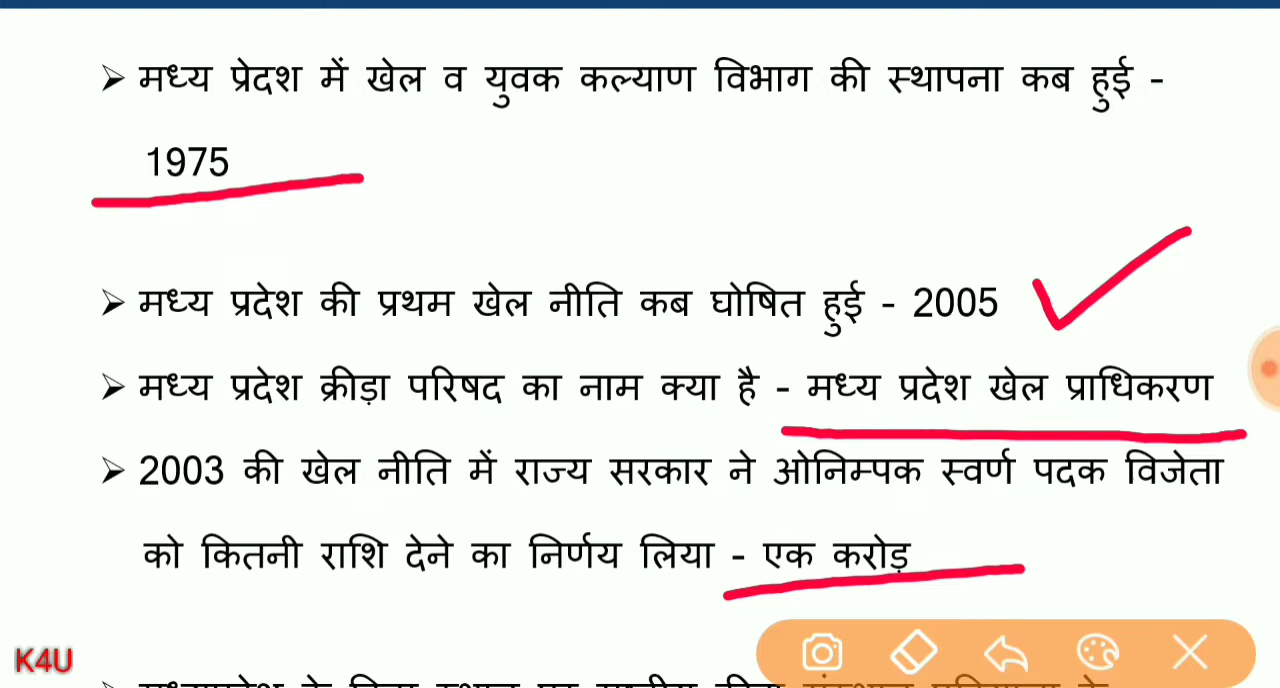 ➢ मध्य प्रेदश में खेल व युवक कल्याण विभाग की स्थापना कब हुई -
1975
➢ मध्य प्रदेश की प्रथम खेल नीति कब घोषित हुई - 2005
➢ मध्य प्रदेश क्रीड़ा परिषद का नाम क्या है - मध्य प्रदेश खेल प्राधिकरण
➢ 2003 की खेल नीति में राज्य सरकार ने ओनिम्पक स्वर्ण पदक विजेता
को कितनी राशि देने का निर्णय लिया - एक करोड़
K4U